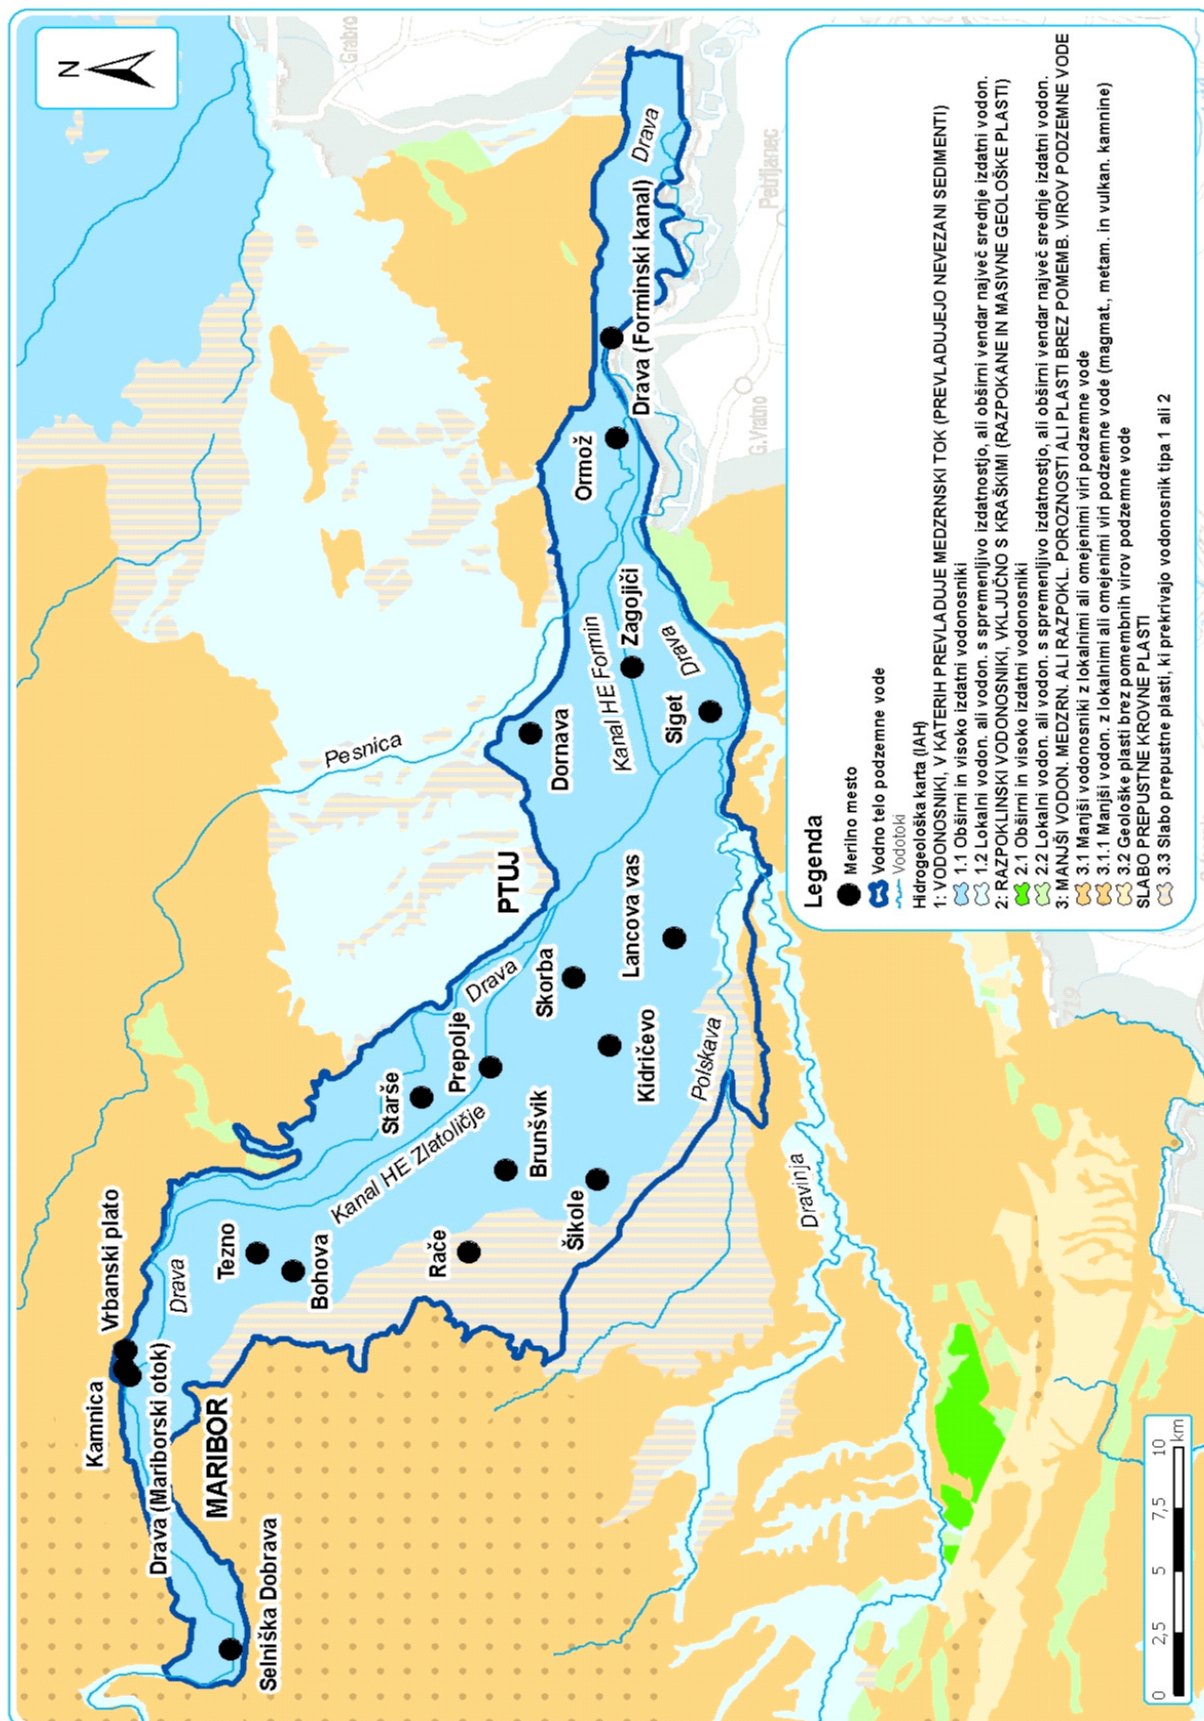 N
Grabro
Kamnica
Vrbanski plato
Drava (Mariborski otok)
Drava
MARIBOR
Selniška Dobrava
Tezno
Bohova
Rače
Kanal HE Zlatoličje
Starše
Prepolje
Brunšvik
Šikole
Drava
Skorba
Kidričevo
Lancova vas
Polskava
Dravinja
PTUJ
Pesnica
Dornava
Kanal HE Formin
Zagojiči
Siget
Drava
Ormož
Drava (Forminski kanal)
Drava
G.Vratno
Petrijanec
719
Legenda
Merilno mesto
Vodno telo podzemne vode
Vodotoki
Hidrogeološka karta (IAH)
1: VODONOSNIKI, V KATERIH PREVLADUJE MEDZRNSKI TOK (PREVLADUJEJO NEVEZANI SEDIMENTI)
1.1 Obširni in visoko izdatni vodonosniki
1.2 Lokalni vodon. ali vodon. s spremenljivo izdatnostjo, ali obširni vendar največ srednje izdatni vodon.
2: RAZPOKLINSKI VODONOSNIKI, VKLJUČNO S KRAŠKIMI (RAZPOKANE IN MASIVNE GEOLOŠKE PLASTI)
2.1 Obširni in visoko izdatni vodonosniki
2.2 Lokalni vodon. ali vodon. s spremenljivo izdatnostjo, ali obširni vendar največ srednje izdatni vodon.
3: MANJŠI VODON. MEDZRN. ALI RAZPOKL. POROZNOSTI ALI PLASTI BREZ POMEMB. VIROV PODZEMNE VODE
3.1 Manjši vodonosniki z lokalnimi ali omejenimi viri podzemne vode
3.1.1 Manjši vodon. z lokalnimi ali omejenimi viri podzemne vode (magmat., metam. in vulkan. kamnine)
3.2 Geološke plasti brez pomembnih virov podzemne vode
SLABO PREPUSTNE KROVNE PLASTI
3.3 Slabo prepustne plasti, ki prekrivajo vodonosnik tipa 1 ali 2
0 2,5 5 7,5 10
km